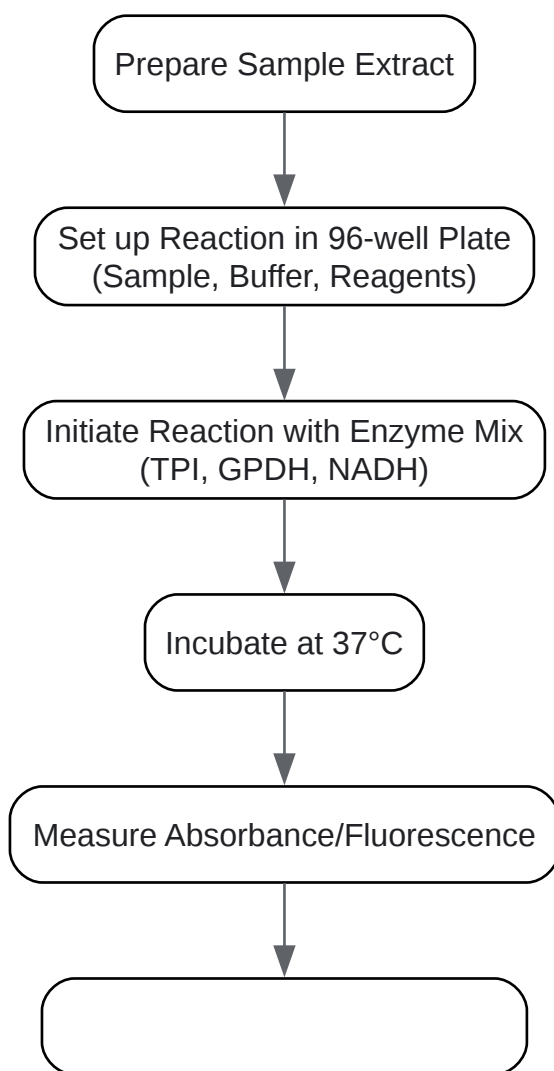 Prepare Sample Extract
Set up Reaction in 96-well Plate
(Sample, Buffer, Reagents)
Initiate Reaction with Enzyme Mix
(TPI, GPDH, NADH)
Incubate at 37°C
Measure Absorbance/Fluorescence